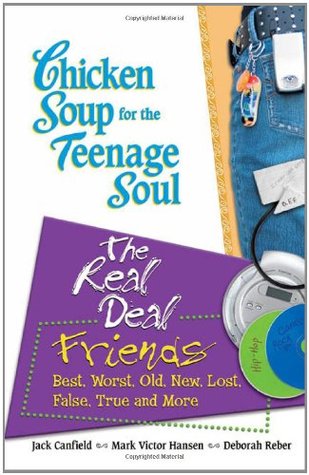 Chicken
Soup for the
Teenage
Soul
B.F.F.
The
Real
Deal
Friends
Best, Worst, Old, New, Lost,
False, True and More
Hip-Hop
Jack Canfield Mark Victor Hansen Deborah Reber